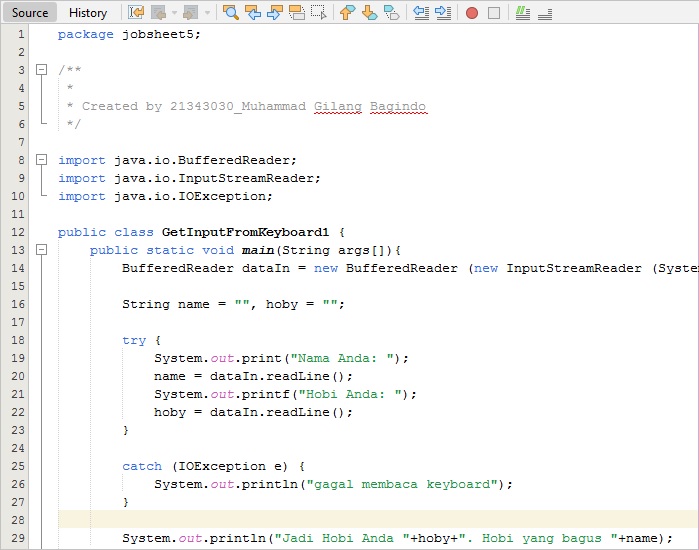 Source History
1 package jobsheet5;
2
3 /**
4 *
5 * Created by 21343030_Muhammad Gilang Bagindo
6 */
7
8 import java.io.BufferedReader;
9 import java.io.InputStreamReader;
10 import java.io.IOException;
11
12 public class GetInputFromKeyboard1 {
13 public static void main(String args[]){
14 BufferedReader dataIn = new BufferedReader (new InputStreamReader (Syste
15
16 String name = "", hoby = "";
17
18 try {
19 System.out.print("Nama Anda: ");
20 name = dataIn.readLine();
21 System.out.printf("Hobi Anda: ");
22 hoby = dataIn.readLine();
23 }
24
25 catch (IOException e) {
26 System.out.println("gagal membaca keyboard");
27 }
28
29 System.out.println("Jadi Hobi Anda "+hoby+". Hobi yang bagus "+name);